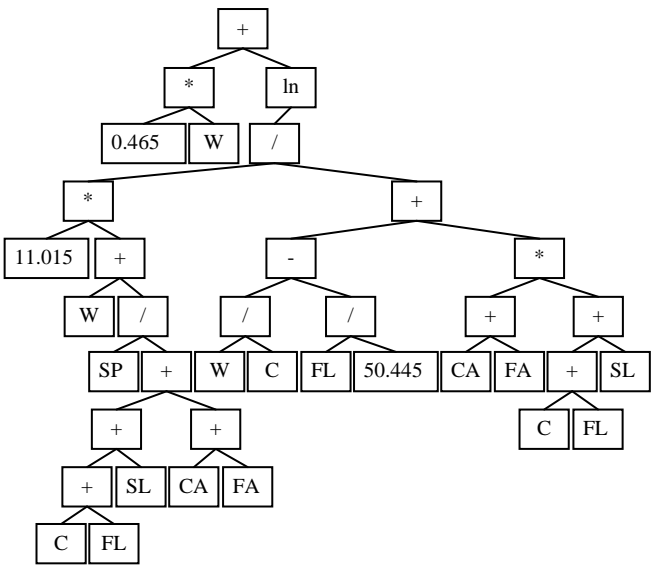 +
* ln
0.465 W /
* +
11.015 + - *
W / / / + +
SP + W C FL 50.445 CA FA + SL
+ + C FL
+ SL CA FA
C FL